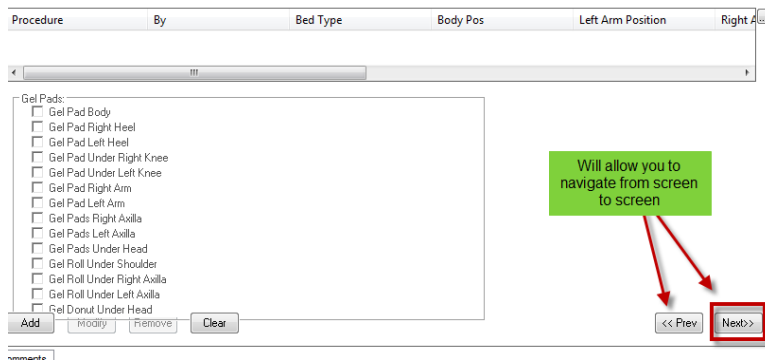 Procedure By Bed Type Body Pos Left Arm Position Right A
Gel Pads:
Gel Pad Body
Gel Pad Right Heel
Gel Pad Left Heel
Gel Pad Under Right Knee
Gel Pad Under Left Knee
Gel Pad Right Arm
Gel Pad Left Arm
Gel Pads Right Axilla
Gel Pads Left Axilla
Gel Pads Under Head
Gel Roll Under Shoulder
Gel Roll Under Right Axilla
Gel Roll Under Left Axilla
Gel Donut Under Head
Will allow you to
navigate from screen
to screen
Add Modify Remove Clear << Prev Next>>
omments